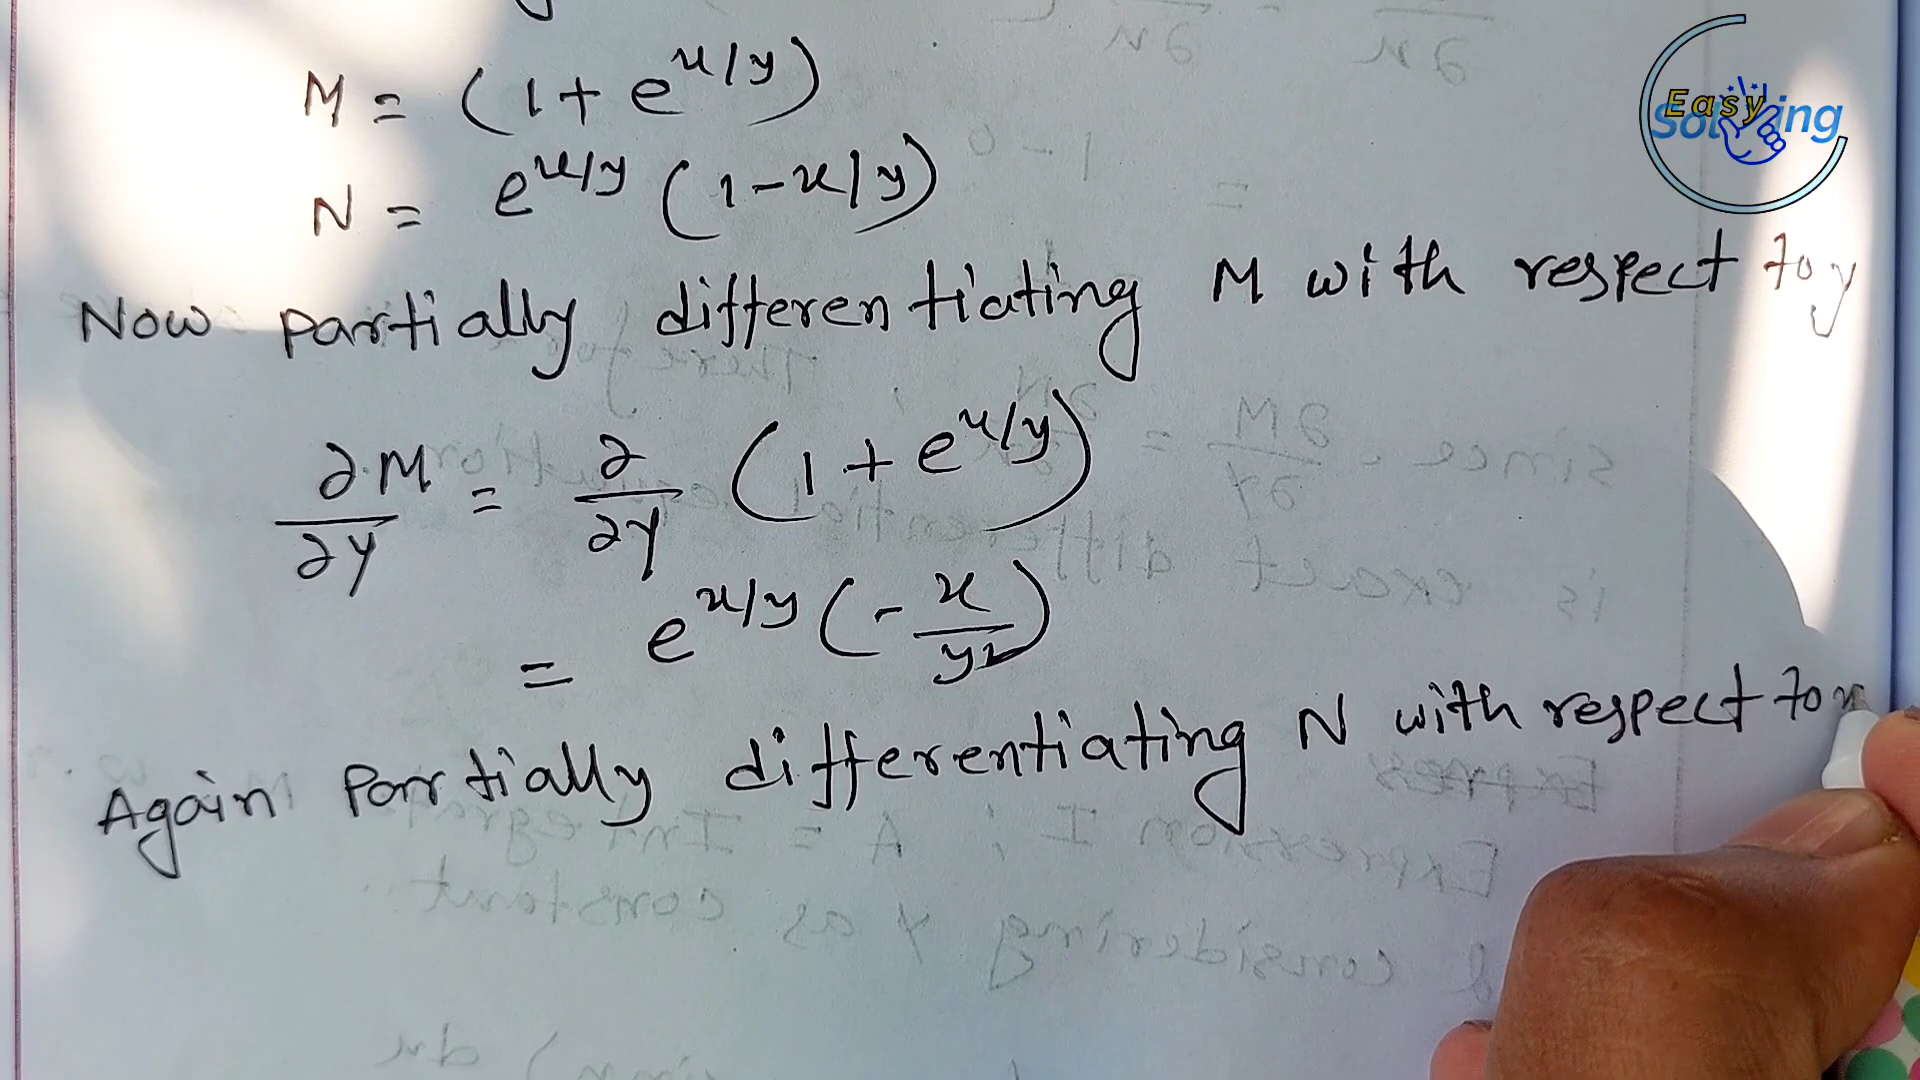 M = (1 + e^x/y)
N = e^x/y (1 - x/y)
Now partially differentiating M with respect to y
∂M/∂y = ∂/∂y (1 + e^x/y)
= e^x/y (- x/y2)
Again Partially differentiating N with respect to x
Easy
Solving